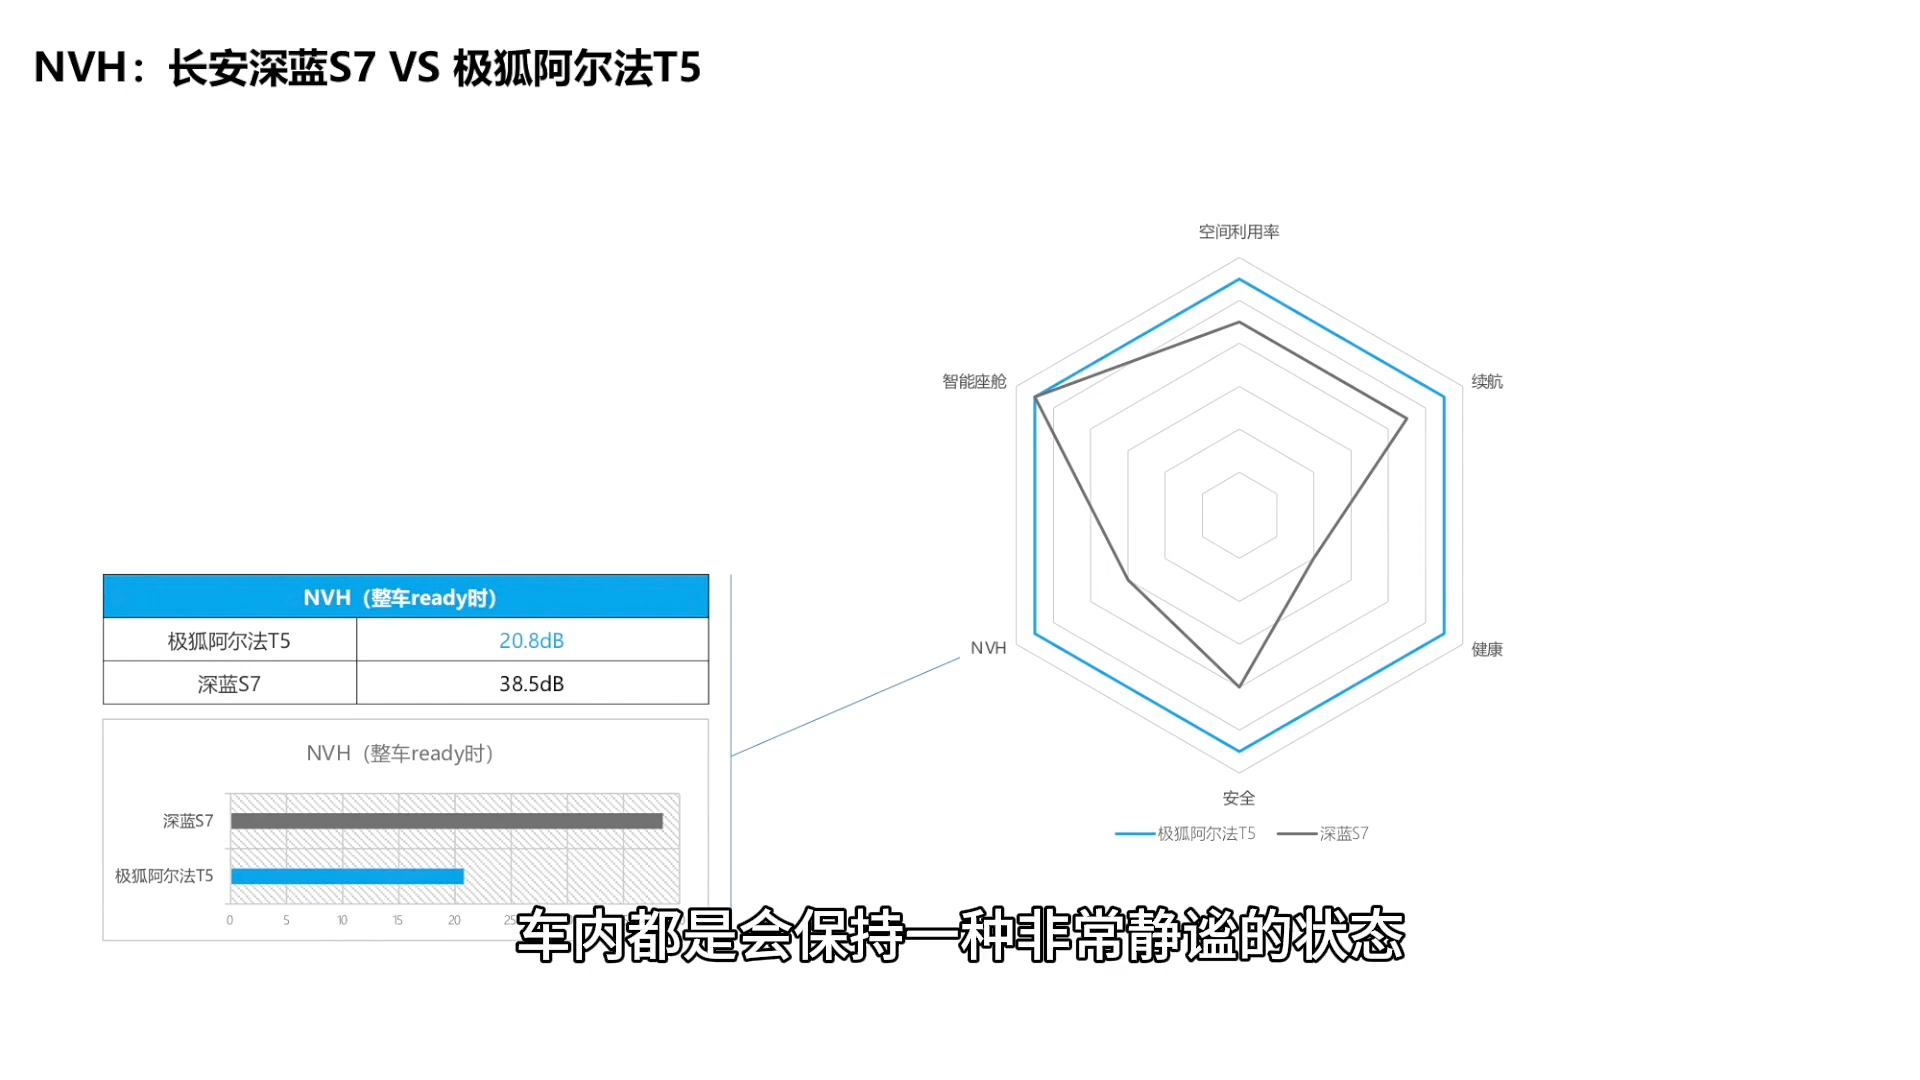 NVH：长安深蓝S7 VS 极狐阿尔法T5
空间利用率
智能座舱
续航
NVH
健康
安全
极狐阿尔法T5
深蓝S7
NVH（整车ready时）
极狐阿尔法T5 20.8dB
深蓝S7 38.5dB
NVH（整车ready时）
深蓝S7
极狐阿尔法T5
0 5 10 15 20
车内都是会保持一种非常静谧的状态